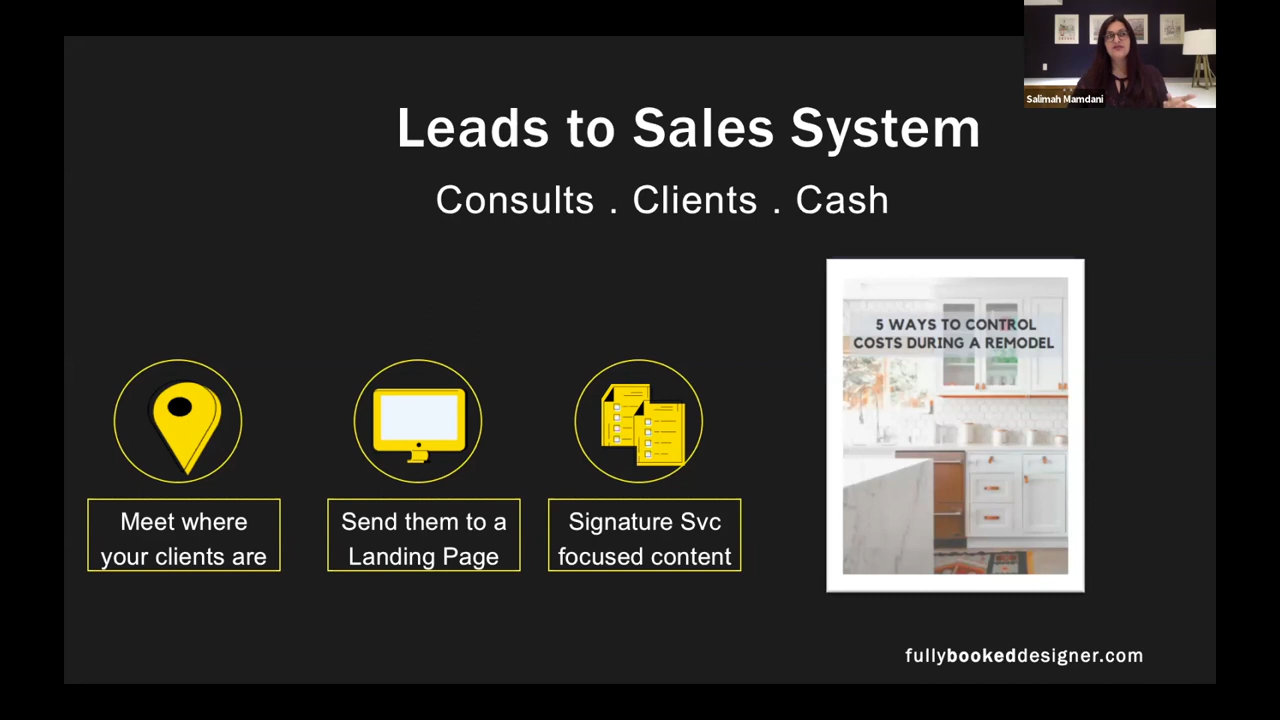 Salimah Mamdani
Leads to Sales System
Consults . Clients . Cash
5 WAYS TO CONTROL
COSTS DURING A REMODEL
Meet where
your clients are
Send them to a
Landing Page
Signature Svc
focused content
fullybookeddesigner.com